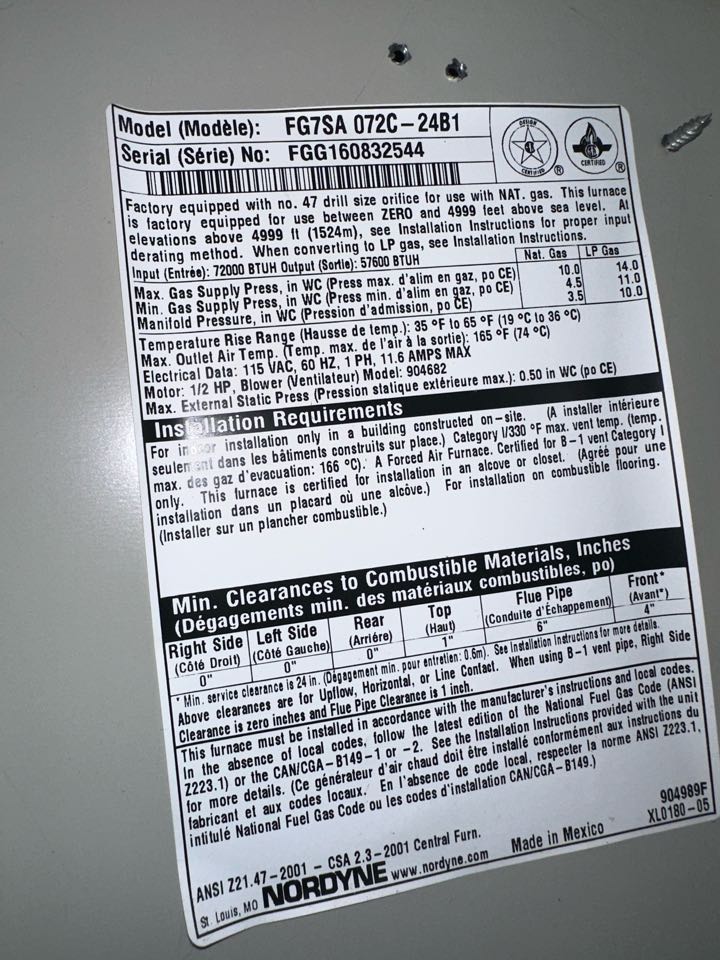 Model (Modèle): FG7SA 072C-24B1
Serial (Série) No: FGG160832544
DESIGN
CERTIFIED
®
CERTIFIED
®
Factory equipped with no. 47 drill size orifice for use with NAT. gas. This furnace
is factory equipped for use between ZERO and 4999 feet above sea level. At
elevations above 4999 ft (1524m), see Installation Instructions for proper input
derating method. When converting to LP gas, see Installation Instructions.
Input (Entrée): 72000 BTUH Output (Sortie): 57600 BTUH
Nat. Gas LP Gas
Max. Gas Supply Press, in WC (Press max. d'alim en gaz, po CE) 10.0 14.0
Min. Gas Supply Press, in WC (Press min. d'alim en gaz, po CE) 4.5 11.0
Manifold Pressure, in WC (Pression d'admission, po CE) 3.5 10.0
Temperature Rise Range (Hausse de temp.): 35 °F to 65 °F (19 °C to 36 °C)
Max. Outlet Air Temp. (Temp. max. de l'air à la sortie): 165 °F (74 °C)
Electrical Data: 115 VAC, 60 HZ, 1 PH, 11.6 AMPS MAX
Motor: 1/2 HP, Blower (Ventilateur) Model: 904682
Max. External Static Press (Pression statique extérieure max.): 0.50 in WC (po CE)
Installation Requirements
For indoor installation only in a building constructed on-site. (A installer intérieure
seulement dans les bâtiments construits sur place.) Category I/330 °F max. vent temp. (temp.
max. des gaz d'evacuation: 166 °C). A Forced Air Furnace. Certified for B-1 vent Category I
only. This furnace is certified for installation in an alcove or closet. (Agréé pour une
installation dans un placard où une alcôve.) For installation on combustible flooring.
(Installer sur un plancher combustible.)
Min. Clearances to Combustible Materials, Inches
(Dégagements min. des matériaux combustibles, po)
Right Side Left Side Rear Top Flue Pipe Front*
(Côté Droit) (Côté Gauche) (Arriére) (Haut) (Conduite d'Échappement) (Avant*)
0" 0" 0" 1" 6" 4"
* Min. service clearance is 24 in. (Dégagement min. pour entretien: 0.6m). See Installation Instructions for more details.
Above clearances are for Upflow, Horizontal, or Line Contact. When using B-1 vent pipe, Right Side
Clearance is zero inches and Flue Pipe Clearance is 1 inch.
This furnace must be installed in accordance with the manufacturer's instructions and local codes.
In the absence of local codes, follow the latest edition of the National Fuel Gas Code (ANSI
Z223.1) or the CAN/CGA-B149-1 or -2. See the Installation Instructions provided with the unit
for more details. (Ce générateur d'air chaud doit être installé conformément aux instructions du
fabricant et aux codes locaux. En l'absence de code local, respecter la norme ANSI Z223.1,
intitulé National Fuel Gas Code ou les codes d'installation CAN/CGA-B149.)
904989F
XL0180-05
ANSI Z21.47-2001 - CSA 2.3-2001 Central Furn.
St. Louis, MO NORDYNE www.nordyne.com Made in Mexico